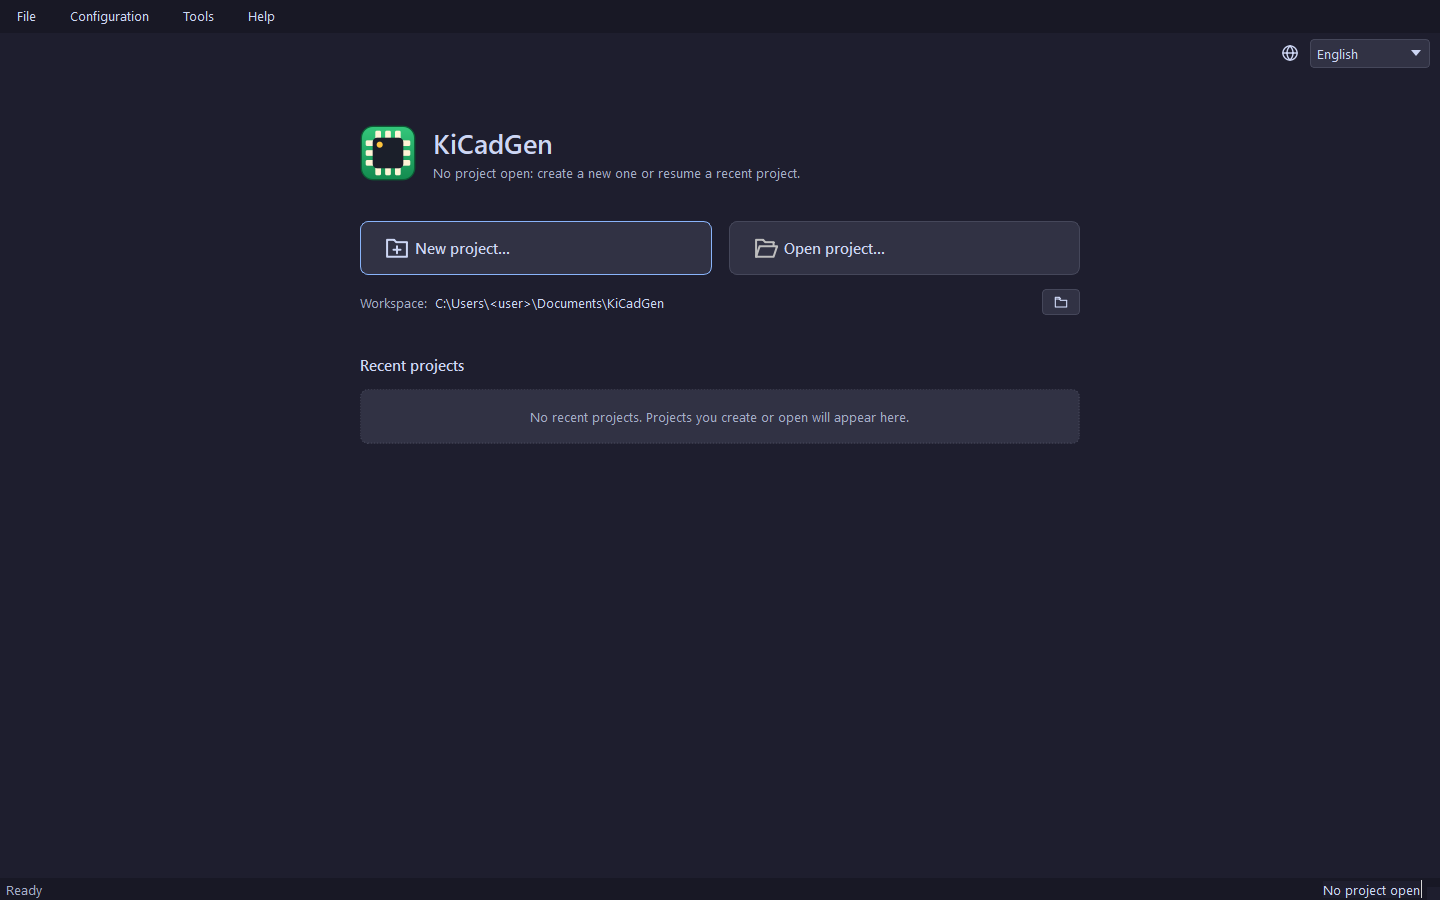 File Configuration Tools Help
English
KiCadGen
No project open: create a new one or resume a recent project.
New project...
Open project...
Workspace: C:\Users\<user>\Documents\KiCadGen
Recent projects
No recent projects. Projects you create or open will appear here.
Ready
No project open